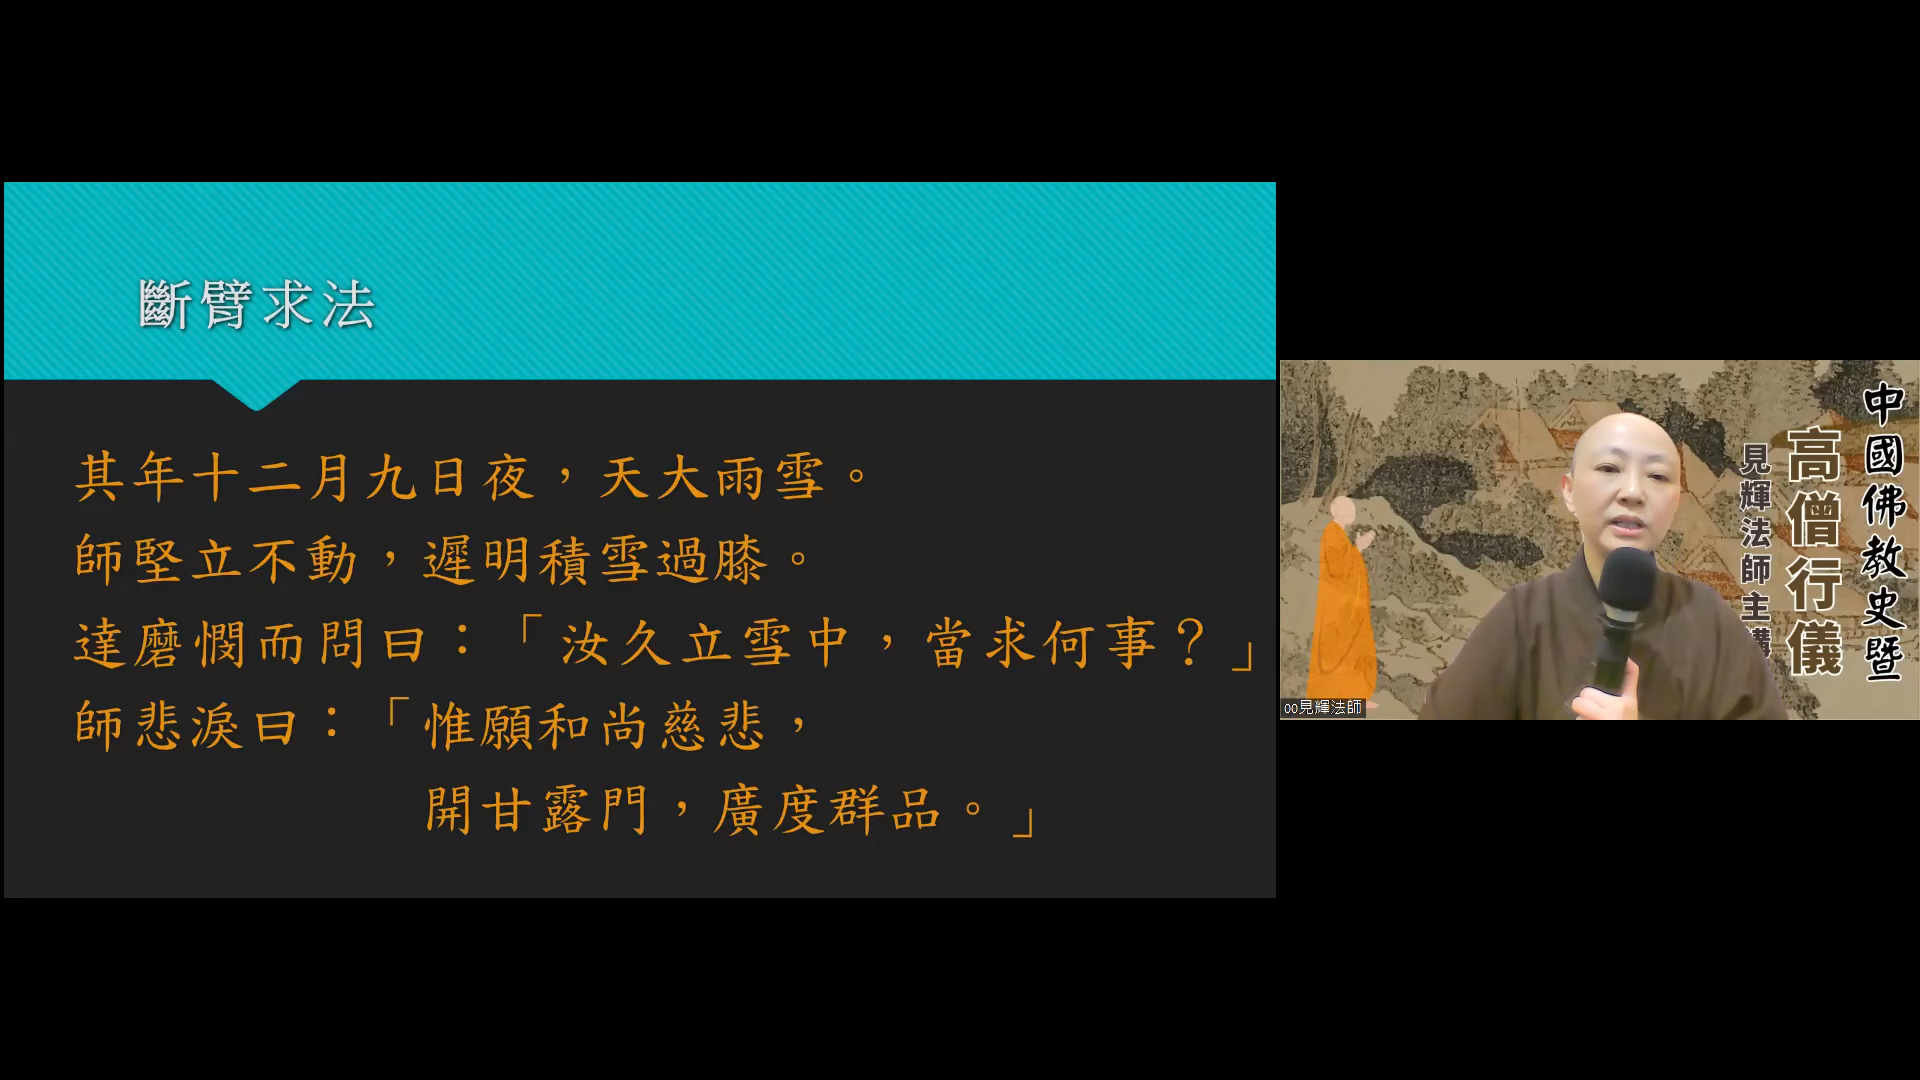 斷臂求法
其年十二月九日夜，天大雨雪。
師堅立不動，遲明積雪過膝。
達磨憫而問曰：「汝久立雪中，當求何事？」
師悲淚曰：「惟願和尚慈悲，
開甘露門，廣度群品。」
中國佛教史暨
高僧行儀
見輝法師主講
oo見輝法師